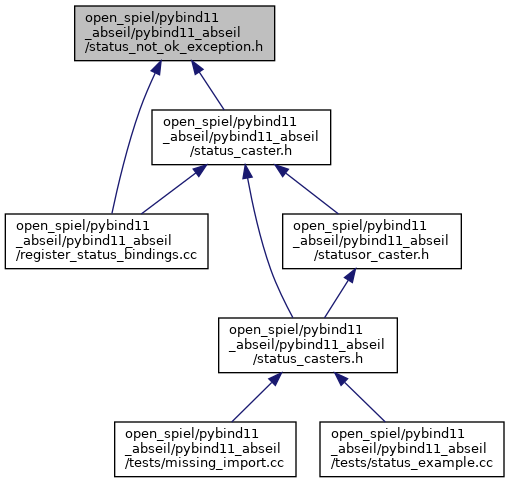 open_spiel/pybind11
_abseil/pybind11_abseil
/status_not_ok_exception.h
open_spiel/pybind11
_abseil/pybind11_abseil
/status_caster.h
open_spiel/pybind11
_abseil/pybind11_abseil
/register_status_bindings.cc
open_spiel/pybind11
_abseil/pybind11_abseil
/statusor_caster.h
open_spiel/pybind11
_abseil/pybind11_abseil
/status_casters.h
open_spiel/pybind11
_abseil/pybind11_abseil
/tests/missing_import.cc
open_spiel/pybind11
_abseil/pybind11_abseil
/tests/status_example.cc